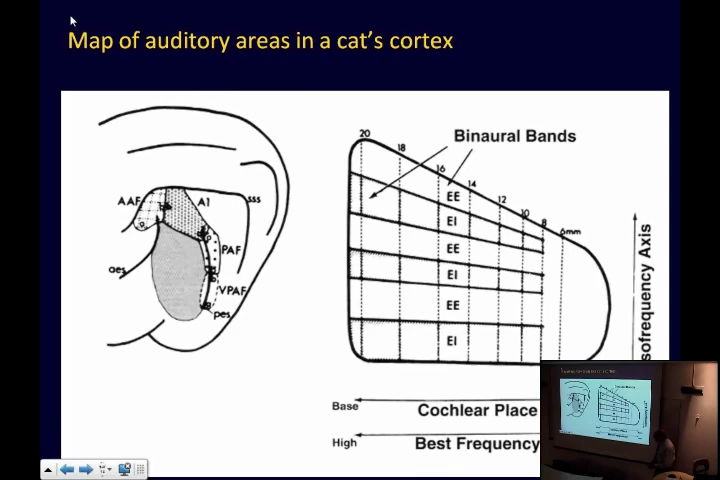 Map of auditory areas in a cat's cortex
AAF
A1
sss
PAF
aes
VPAF
pes
Binaural Bands
20
18
16
14
12
10
8
6mm
EE
EI
EE
EI
EE
EI
sofrequency Axis
Base
Cochlear Place
High
Best Frequency